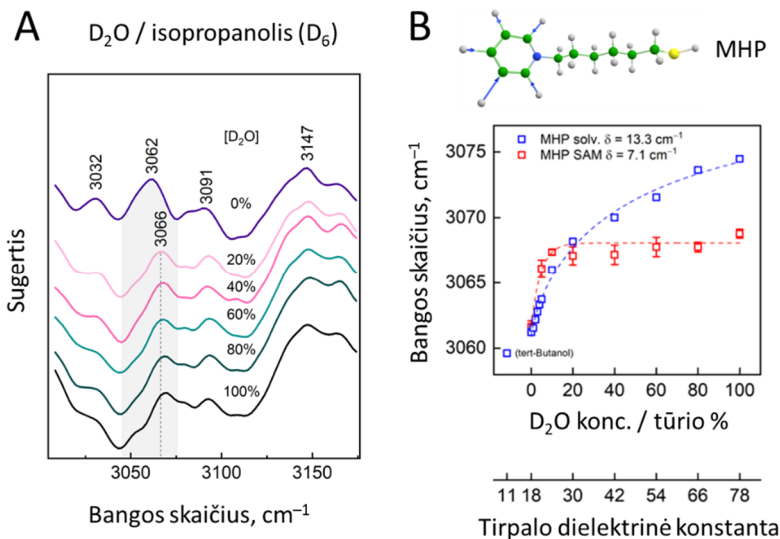 A
D₂O / isopropanolis (D₆)
[D₂O]
3032
3062
3066
3091
3147
0%
20%
40%
60%
80%
100%
Sugertis
3050
3100
3150
Bangos skaičius, cm⁻¹
B
MHP
MHP solv. δ = 13.3 cm⁻¹
MHP SAM δ = 7.1 cm⁻¹
Bangos skaičius, cm⁻¹
3075
3070
3065
3060
(tert-Butanol)
0 20 40 60 80 100
D₂O konc. / tūrio %
11 18 30 42 54 66 78
Tirpalo dielektrinė konstanta